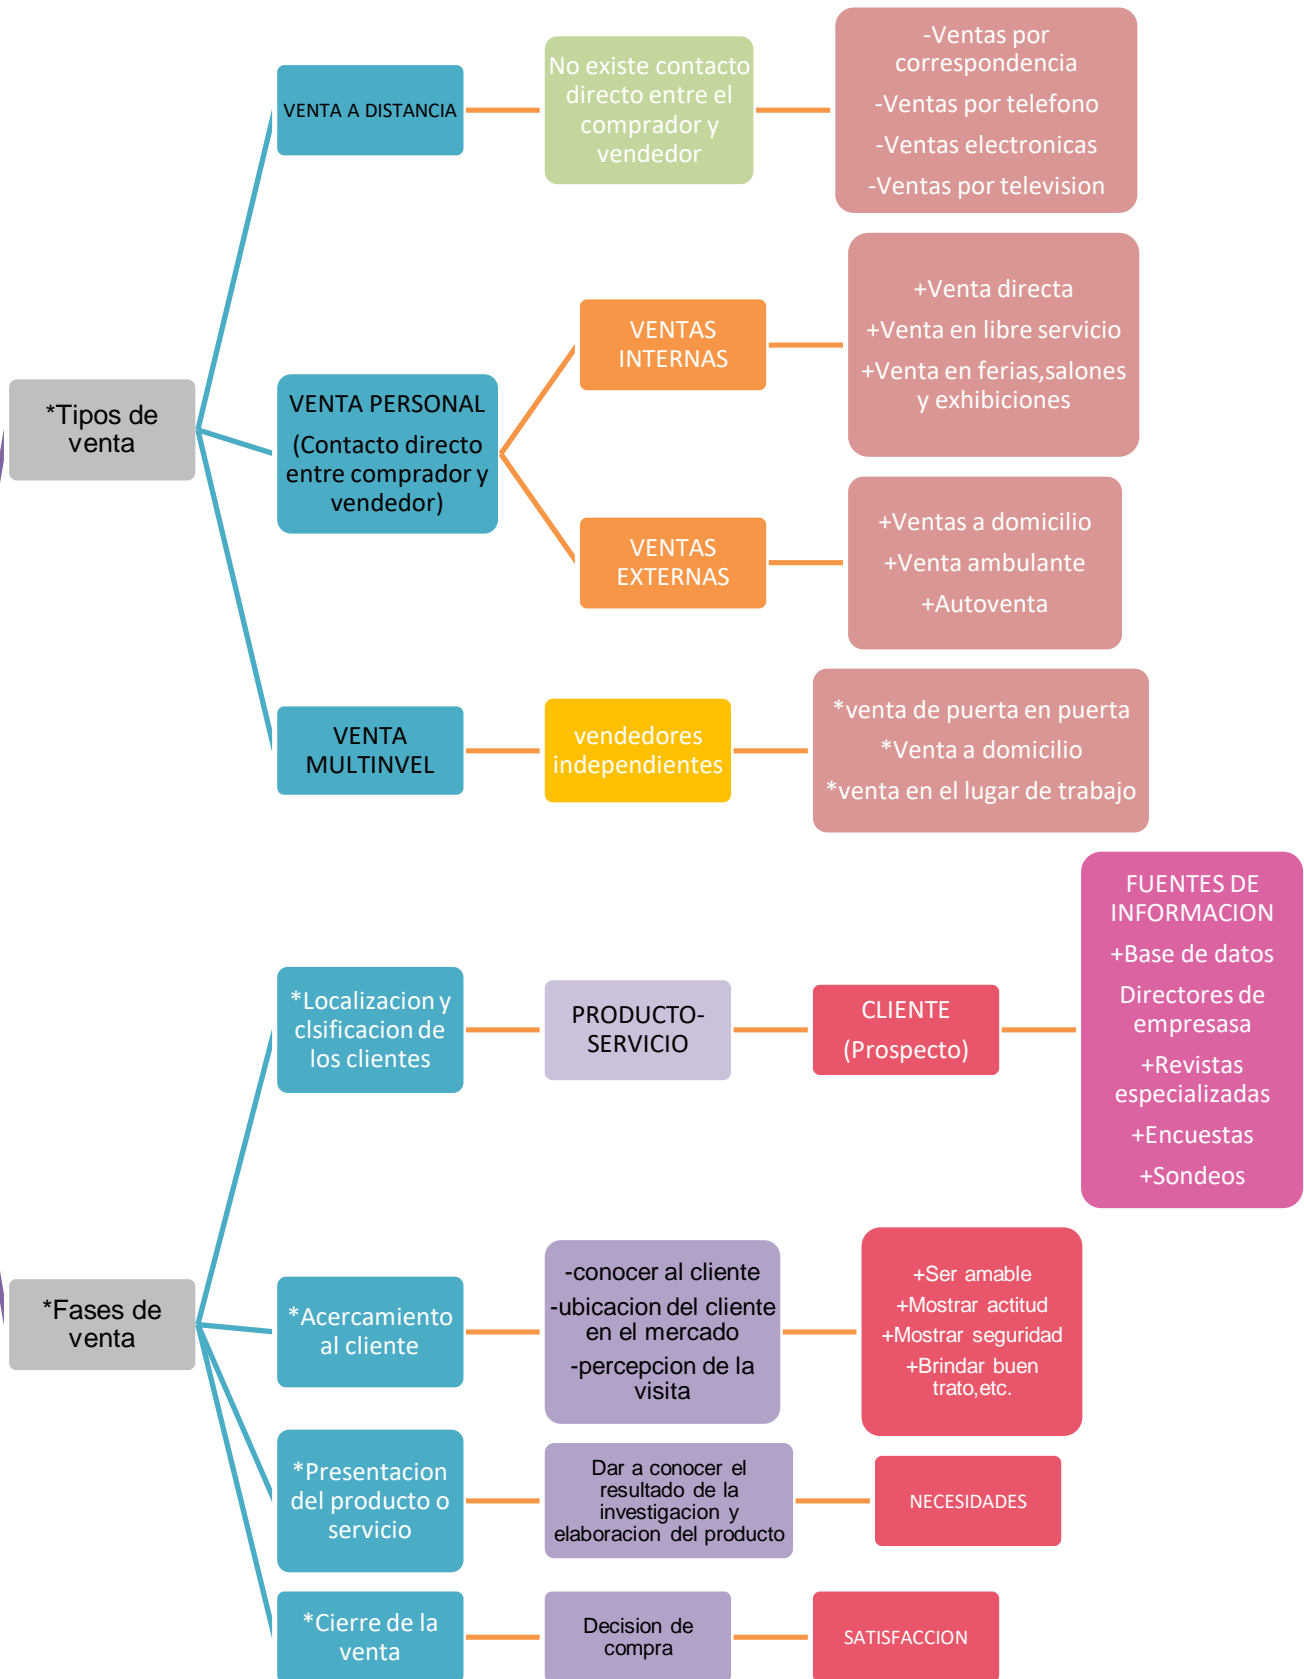 *Tipos de
venta
VENTA A DISTANCIA
No existe contacto
directo entre el
comprador y
vendedor
-Ventas por
correspondencia
-Ventas por telefono
-Ventas electronicas
-Ventas por television
VENTA PERSONAL
(Contacto directo
entre comprador y
vendedor)
VENTAS
INTERNAS
+Venta directa
+Venta en libre servicio
+Venta en ferias,salones
y exhibiciones
VENTAS
EXTERNAS
+Ventas a domicilio
+Venta ambulante
+Autoventa
VENTA
MULTINVEL
vendedores
independientes
*venta de puerta en puerta
*Venta a domicilio
*venta en el lugar de trabajo
*Fases de
venta
*Localizacion y
clsificacion de
los clientes
PRODUCTO-
SERVICIO
CLIENTE
(Prospecto)
FUENTES DE
INFORMACION
+Base de datos
Directores de
empresasa
+Revistas
especializadas
+Encuestas
+Sondeos
*Acercamiento
al cliente
-conocer al cliente
-ubicacion del cliente
en el mercado
-percepcion de la
visita
+Ser amable
+Mostrar actitud
+Mostrar seguridad
+Brindar buen
trato,etc.
*Presentacion
del producto o
servicio
Dar a conocer el
resultado de la
investigacion y
elaboracion del producto
NECESIDADES
*Cierre de la
venta
Decision de
compra
SATISFACCION